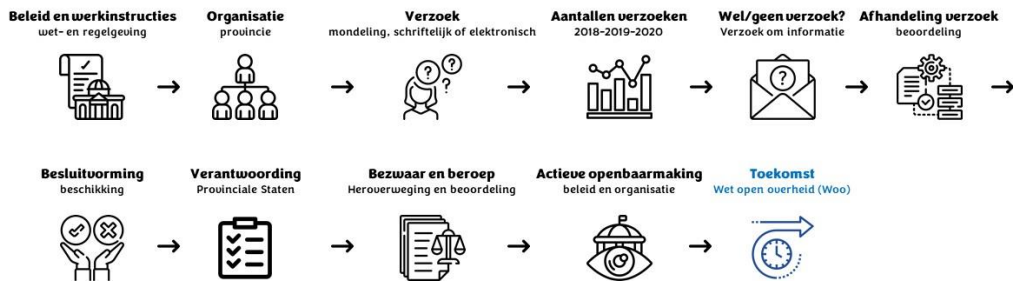 Beleid en werkinstructies
wet- en regelgeving
Organisatie
provincie
Verzoek
mondeling, schriftelijk of elektronisch
Aantallen verzoeken
2018-2019-2020
Wel/geen verzoek?
Verzoek om informatie
Afhandeling verzoek
beoordeling
Besluitvorming
beschikking
Verantwoording
Provinciale Staten
Bezwaar en beroep
Heroverweging en beoordeling
Actieve openbaarmaking
beleid en organisatie
Toekomst
Wet open overheid (Woo)